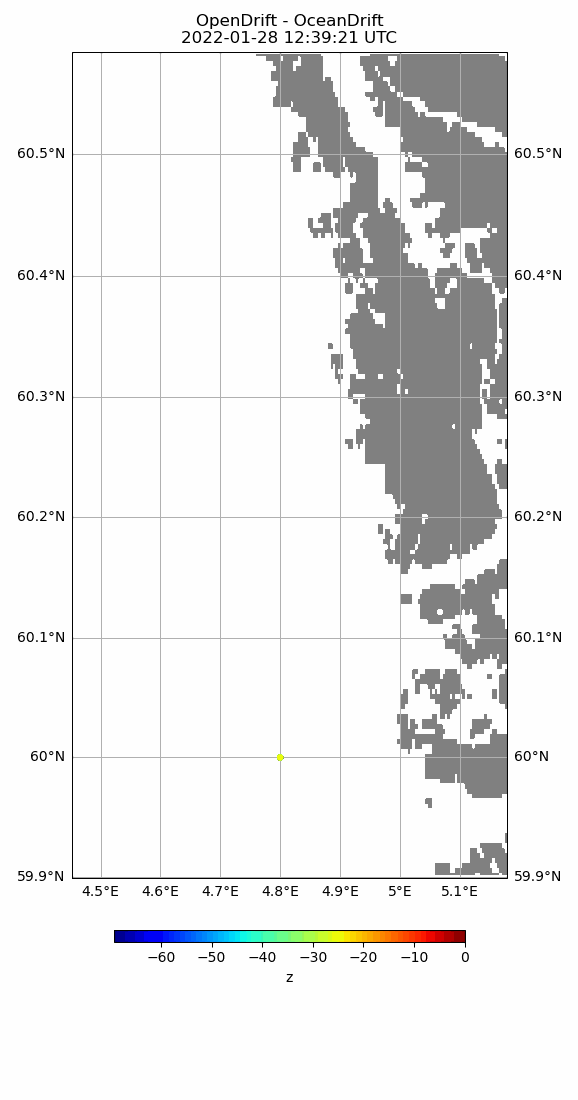 OpenDrift - OceanDrift
2022-01-28 12:39:21 UTC
60.5°N 60.5°N
60.4°N 60.4°N
60.3°N 60.3°N
60.2°N 60.2°N
60.1°N 60.1°N
60°N 60°N
59.9°N 59.9°N
4.5°E 4.6°E 4.7°E 4.8°E 4.9°E 5°E 5.1°E
−60 −50 −40 −30 −20 −10 0
z